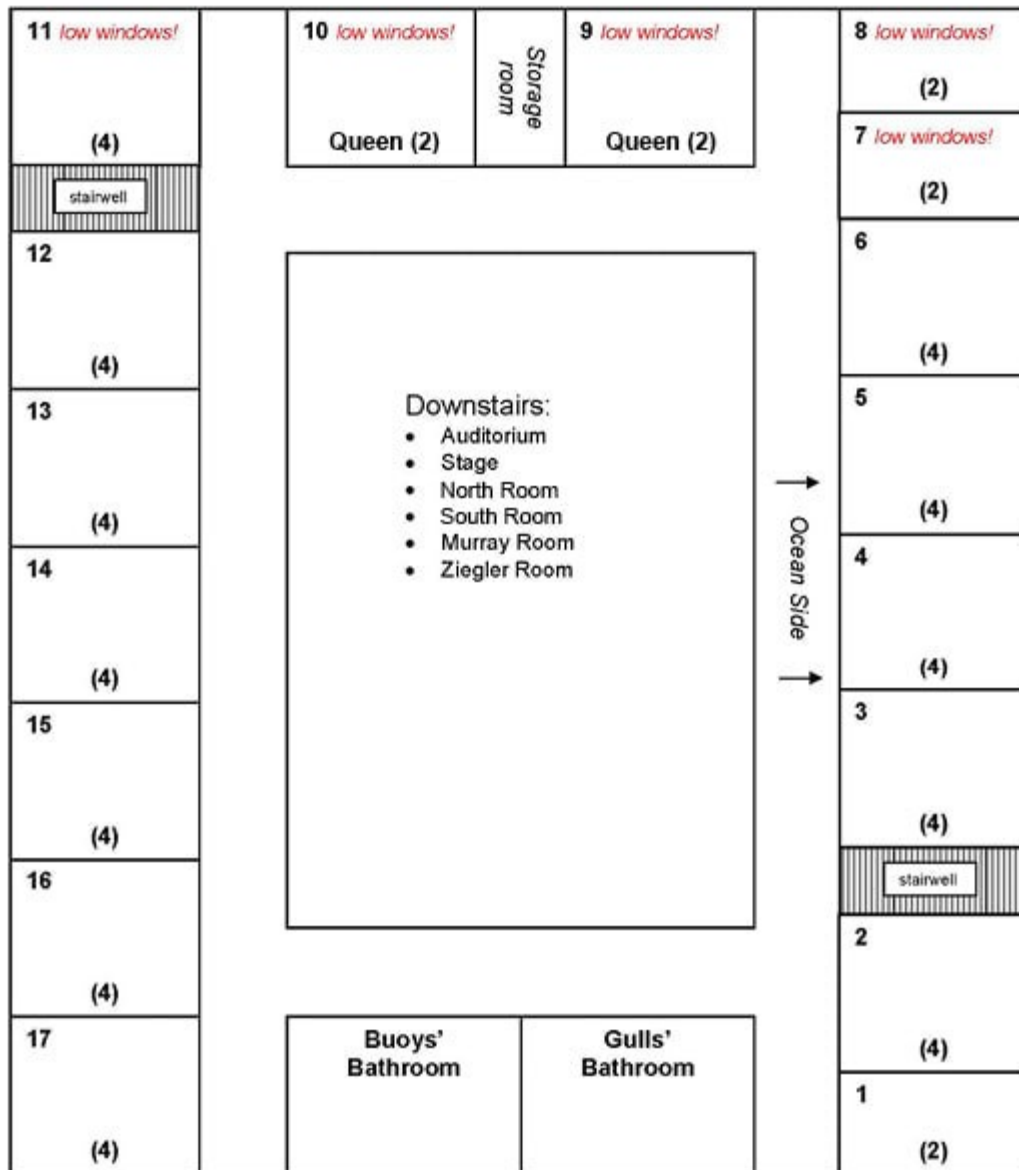 11 low windows!
(4)
stairwell
12
(4)
13
(4)
14
(4)
15
(4)
16
(4)
17
(4)
10 low windows!
Queen (2)
Storage
room
9 low windows!
Queen (2)
Downstairs:
• Auditorium
• Stage
• North Room
• South Room
• Murray Room
• Ziegler Room
Buoys'
Bathroom
Gulls'
Bathroom
→
Ocean Side
→
8 low windows!
(2)
7 low windows!
(2)
6
(4)
5
(4)
4
(4)
3
(4)
stairwell
2
(4)
1
(2)